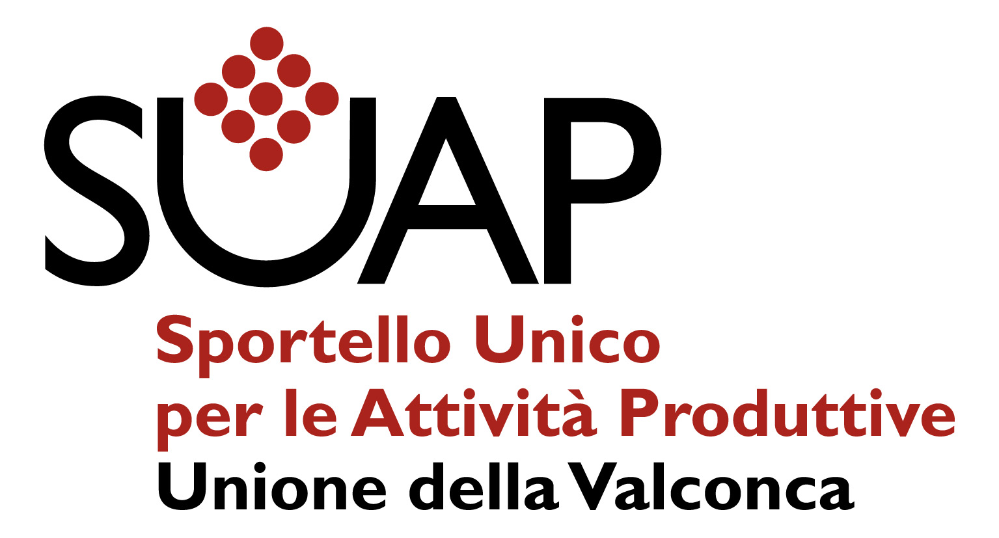 SUAP
Sportello Unico
per le Attività Produttive
Unione della Valconca